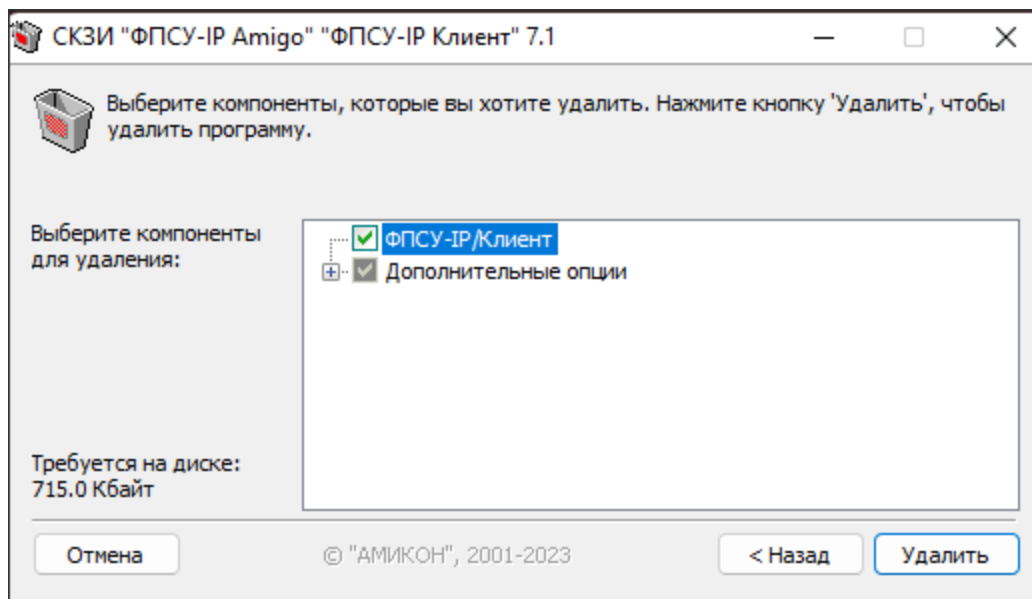 СКЗИ "ФПСУ-IP Amigo" "ФПСУ-IP Клиент" 7.1
Выберите компоненты, которые вы хотите удалить. Нажмите кнопку 'Удалить', чтобы
удалить программу.
Выберите компоненты
для удаления:
ФПСУ-IP/Клиент
Дополнительные опции
Требуется на диске:
715.0 Кбайт
Отмена
© "АМИКОН", 2001-2023
< Назад
Удалить